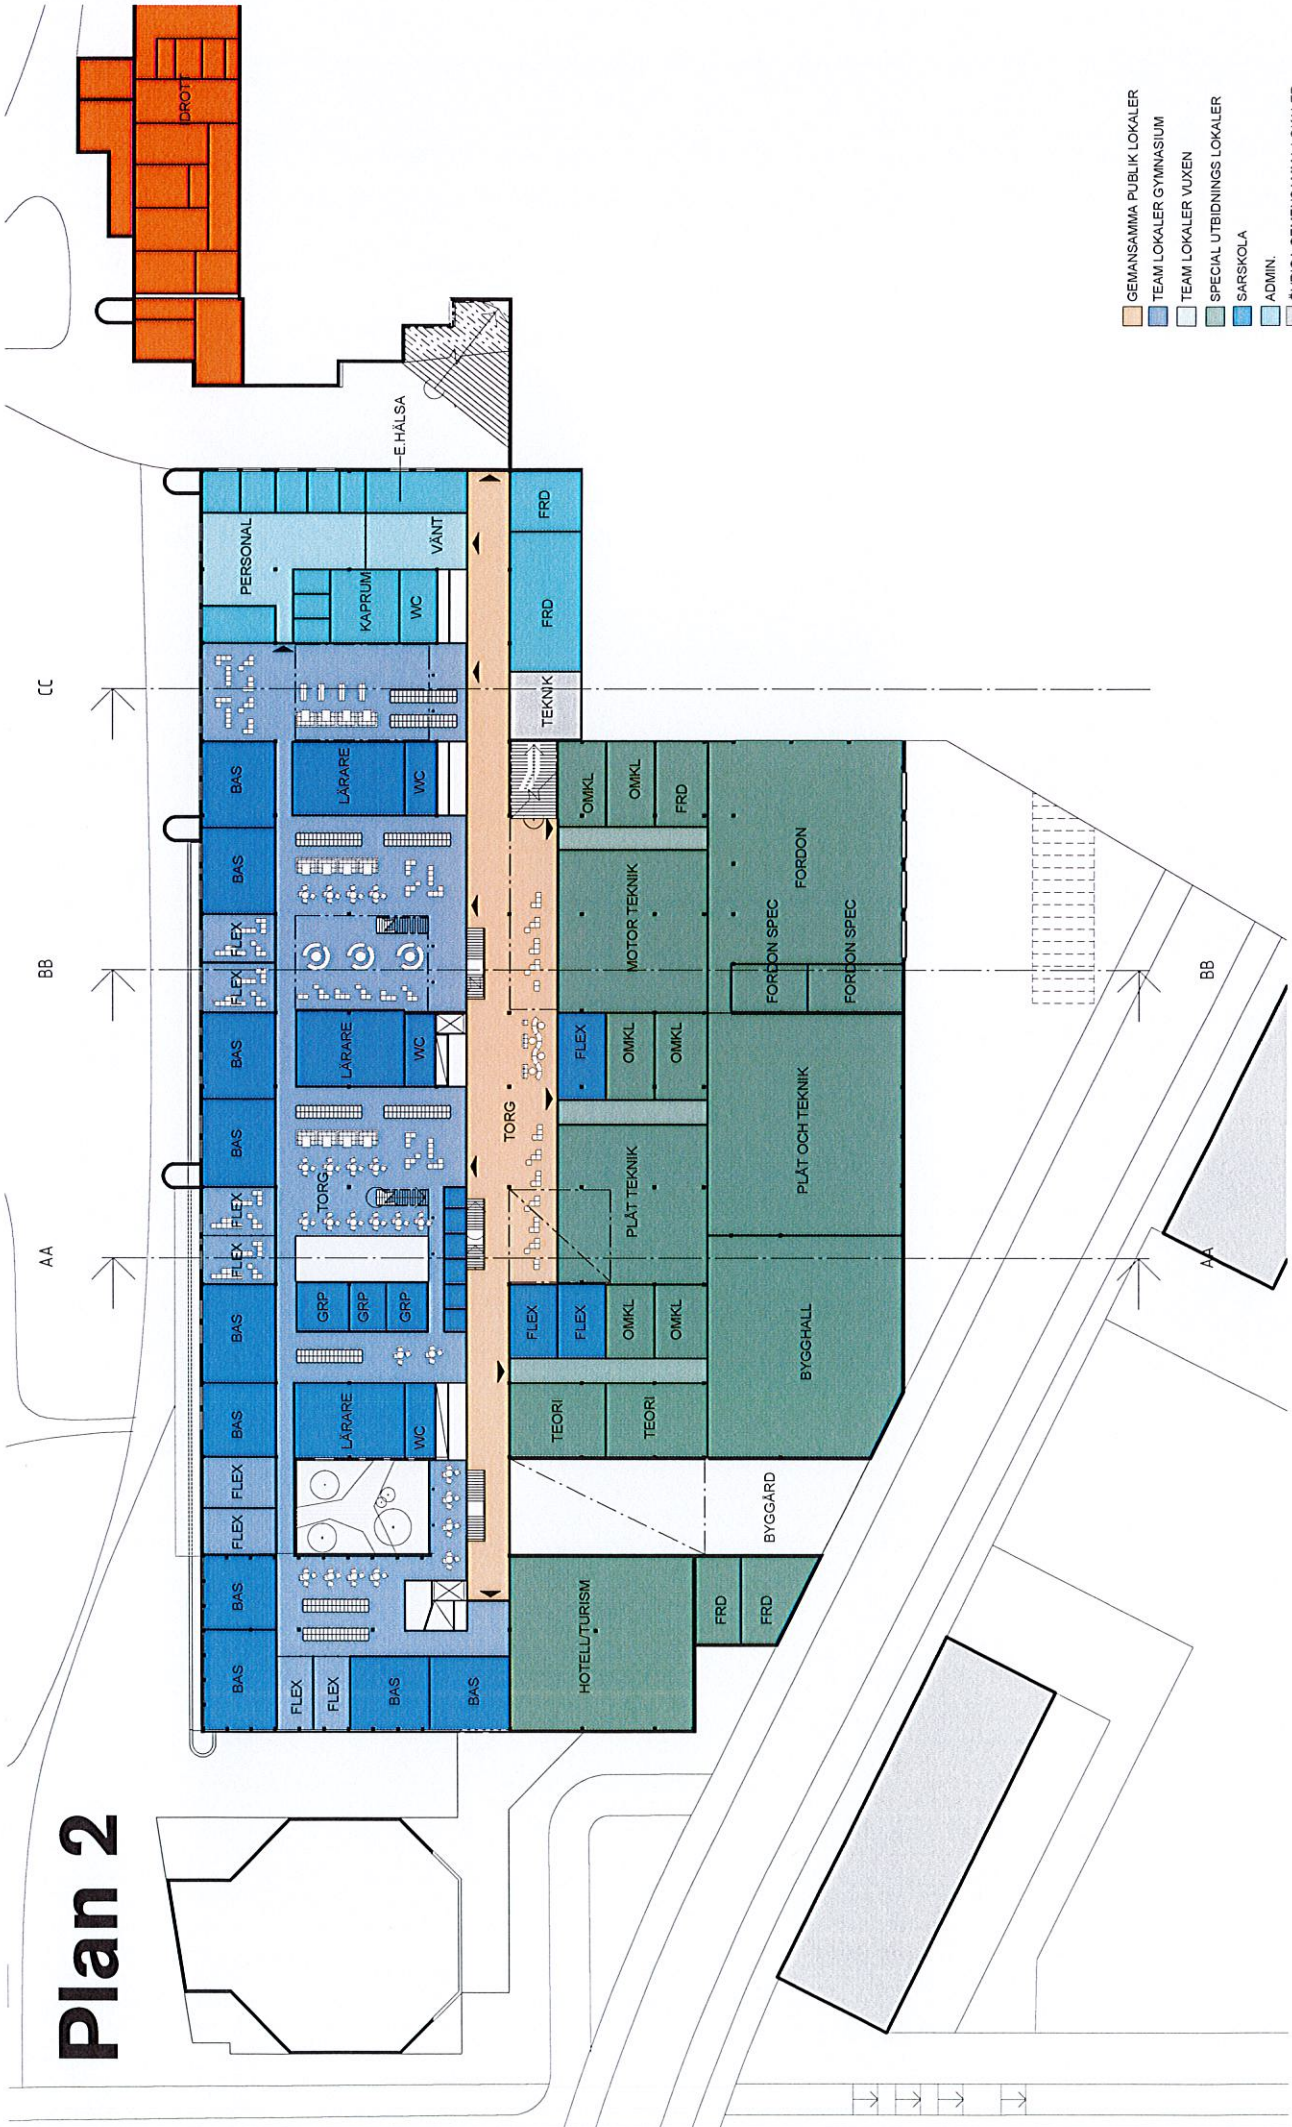 Plan 2
AA
BB
CC
BAS
BAS
FLEX
FLEX
BAS
BAS
FLEX
FLEX
BAS
BAS
FLEX
FLEX
BAS
BAS
PERSONAL
IDROTT
FLEX
FLEX
BAS
BAS
LÄRARE
WC
GRP
GRP
GRP
TORG
LÄRARE
WC
LÄRARE
WC
KAPRUM
WC
VÄNT
E.HÄLSA
TORG
HOTELL/TURISM
FRD
FRD
BYGGÅRD
TEORI
TEORI
FLEX
FLEX
OMKL
OMKL
PLÅT TEKNIK
FLEX
OMKL
OMKL
MOTOR TEKNIK
OMKL
OMKL
FRD
TEKNIK
FRD
FRD
BYGGHALL
PLÅT OCH TEKNIK
FORDON SPEC
FORDON SPEC
FORDON
AA
BB
GEMANSAMMA PUBLIK LOKALER
TEAM LOKALER GYMNASIUM
TEAM LOKALER VUXEN
SPECIAL UTBIDNINGS LOKALER
SARSKOLA
ADMIN.